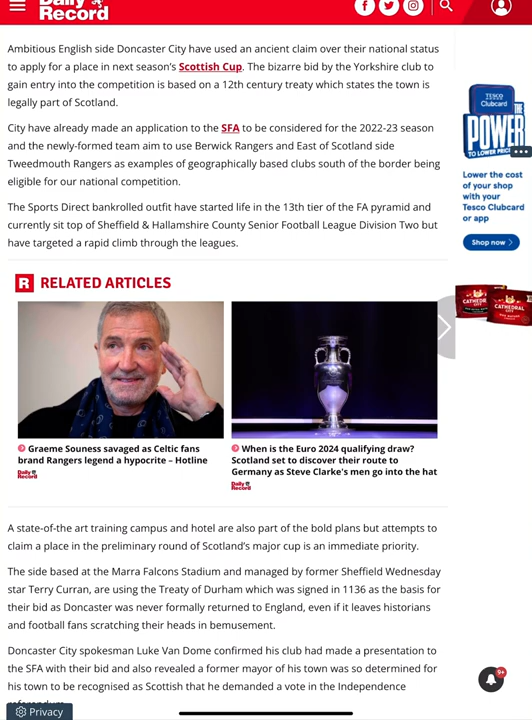 Daily
Record
Ambitious English side Doncaster City have used an ancient claim over their national status
to apply for a place in next season's Scottish Cup. The bizarre bid by the Yorkshire club to
gain entry into the competition is based on a 12th century treaty which states the town is
legally part of Scotland.
City have already made an application to the SFA to be considered for the 2022-23 season
and the newly-formed team aim to use Berwick Rangers and East of Scotland side
Tweedmouth Rangers as examples of geographically based clubs south of the border being
eligible for our national competition.
The Sports Direct bankrolled outfit have started life in the 13th tier of the FA pyramid and
currently sit top of Sheffield & Hallamshire County Senior Football League Division Two but
have targeted a rapid climb through the leagues.
R RELATED ARTICLES
Graeme Souness savaged as Celtic fans
brand Rangers legend a hypocrite – Hotline
Daily
Record
When is the Euro 2024 qualifying draw?
Scotland set to discover their route to
Germany as Steve Clarke's men go into the hat
Daily
Record
A state-of-the art training campus and hotel are also part of the bold plans but attempts to
claim a place in the preliminary round of Scotland's major cup is an immediate priority.
The side based at the Marra Falcons Stadium and managed by former Sheffield Wednesday
star Terry Curran, are using the Treaty of Durham which was signed in 1136 as the basis for
their bid as Doncaster was never formally returned to England, even if it leaves historians
and football fans scratching their heads in bemusement.
Doncaster City spokesman Luke Van Dome confirmed his club had made a presentation to
the SFA with their bid and also revealed a former mayor of his town was so determined for
his town to be recognised as Scottish that he demanded a vote in the Independence
referendum.
Privacy
TESCO
Clubcard
THE
POWER
TO LOWER PRICES
Lower the cost
of your shop
with your
Tesco Clubcard
or app
Shop now
CATHEDRAL
CITY
9+